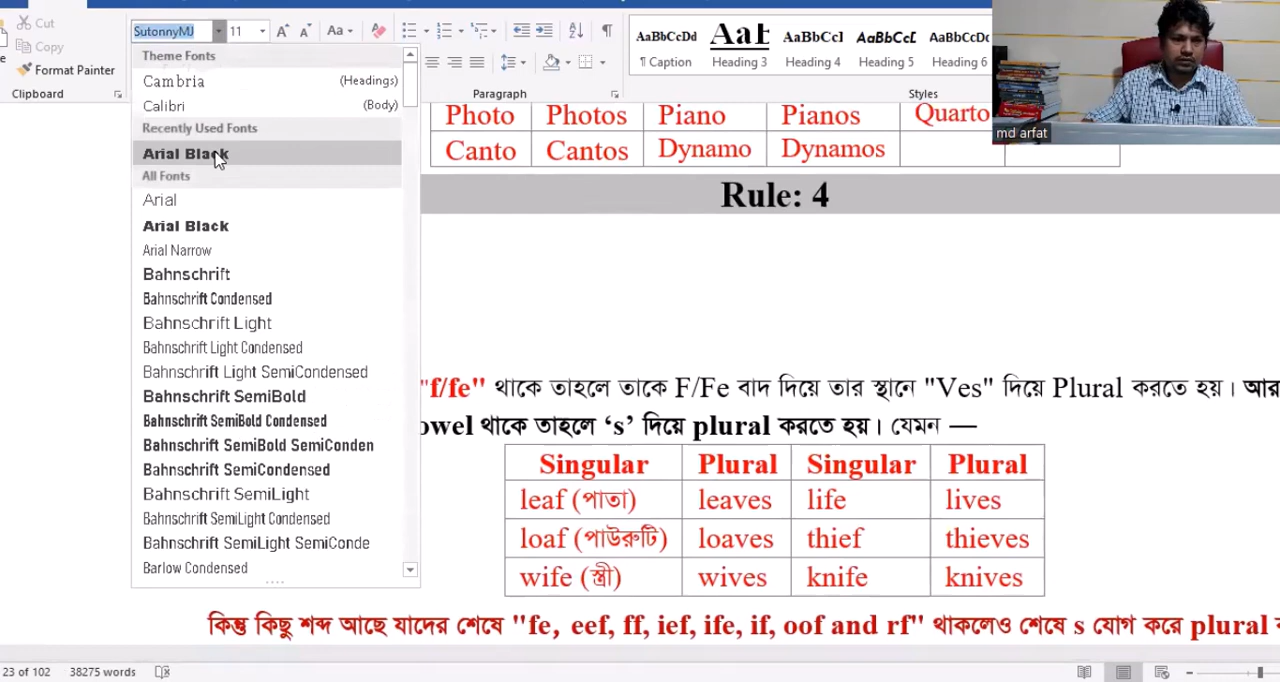 Cut
SutonnyMJ 11 Aa
AaBbCcDd AaB AaBbCcI AaBbCcD AaBbCcDc
Copy
Format Painter
¶ Caption Heading 3 Heading 4 Heading 5 Heading 6
Clipboard Paragraph Styles
Theme Fonts
Cambria (Headings)
Calibri (Body)
Recently Used Fonts
Arial Black
All Fonts
Arial
Arial Black
Arial Narrow
Bahnschrift
Bahnschrift Condensed
Bahnschrift Light
Bahnschrift Light Condensed
Bahnschrift Light SemiCondensed
Bahnschrift SemiBold
Bahnschrift SemiBold Condensed
Bahnschrift SemiBold SemiConden
Bahnschrift SemiCondensed
Bahnschrift SemiLight
Bahnschrift SemiLight Condensed
Bahnschrift SemiLight SemiConde
Barlow Condensed
md arfat
Photo Photos Piano Pianos Quarto
Canto Cantos Dynamo Dynamos
Rule: 4
"f/fe" থাকে তাহলে তাকে F/Fe বাদ দিয়ে তার স্থানে "Ves" দিয়ে Plural করতে হয়। আর
owel থাকে তাহলে ‘s’ দিয়ে plural করতে হয়। যেমন —
Singular Plural Singular Plural
leaf (পাতা) leaves life lives
loaf (পাউরুটি) loaves thief thieves
wife (স্ত্রী) wives knife knives
কিন্তু কিছু শব্দ আছে যাদের শেষে "fe, eef, ff, ief, ife, if, oof and rf" থাকলেও শেষে s যোগ করে plural
23 of 102 38275 words